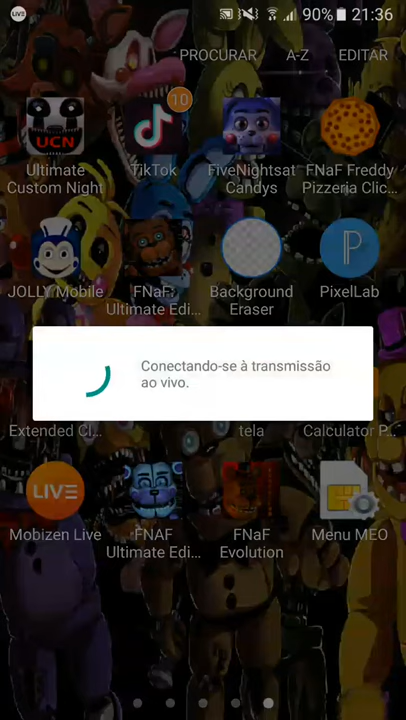 LIVE
90% 21:36
PROCURAR A-Z EDITAR
UCN
10
Ultimate
Custom Night
TikTok
FiveNightsat
Candys
FNaF Freddy
Pizzeria Clic...
JOLLY Mobile
FNaF
Ultimate Edi...
Background
Eraser
P
PixelLab
Conectando-se à transmissão
ao vivo.
Extended Cl...
tela
Calculator P...
LIVE
Mobizen Live
FNAF
Ultimate Edi...
FNaF
Evolution
Menu MEO